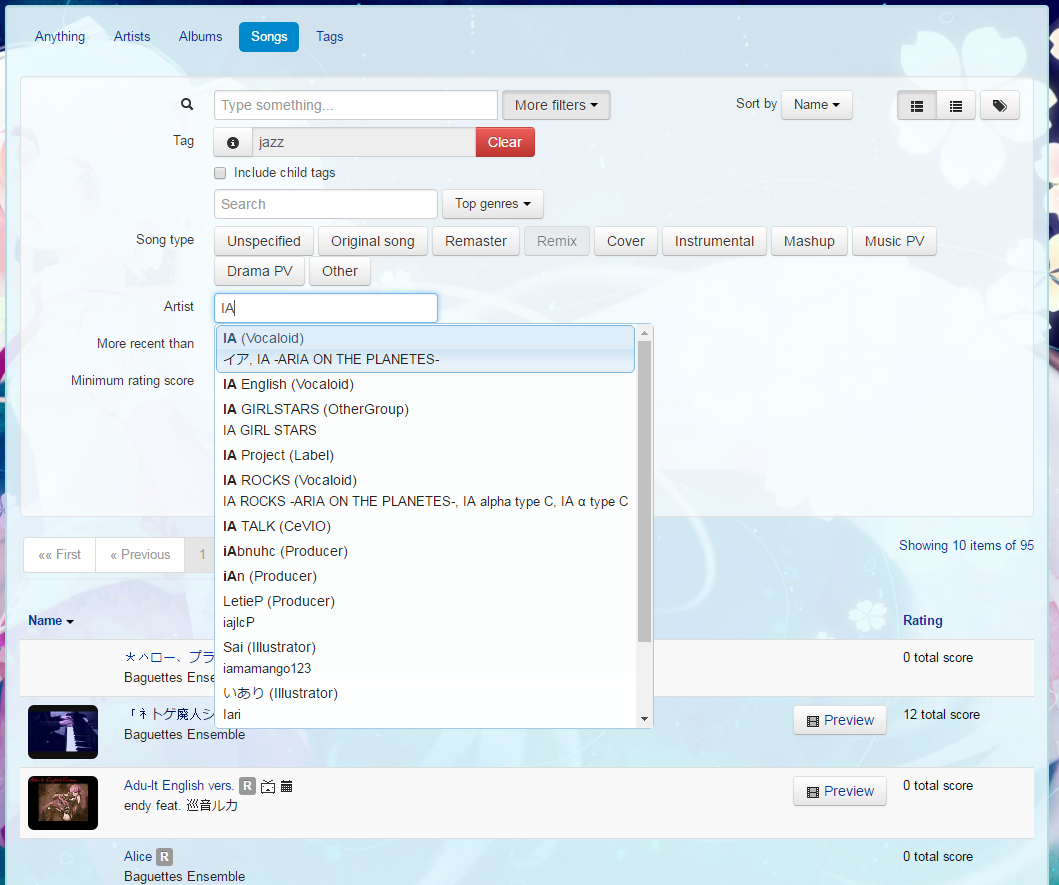 Anything Artists Albums Songs Tags
Type something... More filters Sort by Name
Tag jazz Clear
Include child tags
Search Top genres
Song type Unspecified Original song Remaster Remix Cover Instrumental Mashup Music PV
Drama PV Other
Artist IA
More recent than
Minimum rating score
IA (Vocaloid)
イア, IA -ARIA ON THE PLANETES-
IA English (Vocaloid)
IA GIRLSTARS (OtherGroup)
IA GIRL STARS
IA Project (Label)
IA ROCKS (Vocaloid)
IA ROCKS -ARIA ON THE PLANETES-, IA alpha type C, IA α type C
IA TALK (CeVIO)
iAbnuhc (Producer)
iAn (Producer)
LetieP (Producer)
iajlcP
Sai (Illustrator)
iamamango123
いあり (Illustrator)
Iari
«« First « Previous 1 Showing 10 items of 95
Name Rating
＊ハロー、プラ 0 total score
Baguettes Ense
「ネトゲ廃人シ Preview 12 total score
Baguettes Ensemble
Adu-It English vers. R Preview 0 total score
endy feat. 巡音ルカ
Alice R 0 total score
Baguettes Ensemble